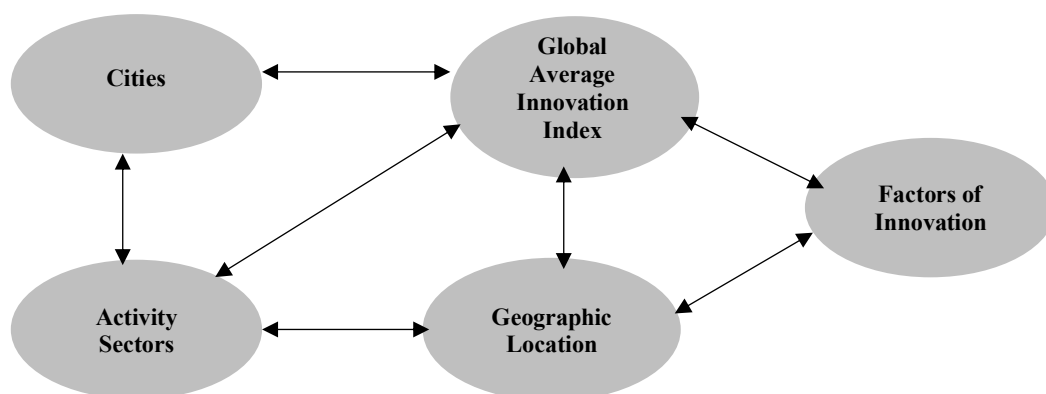 Cities
Global
Average
Innovation
Index
Factors of
Innovation
Activity
Sectors
Geographic
Location